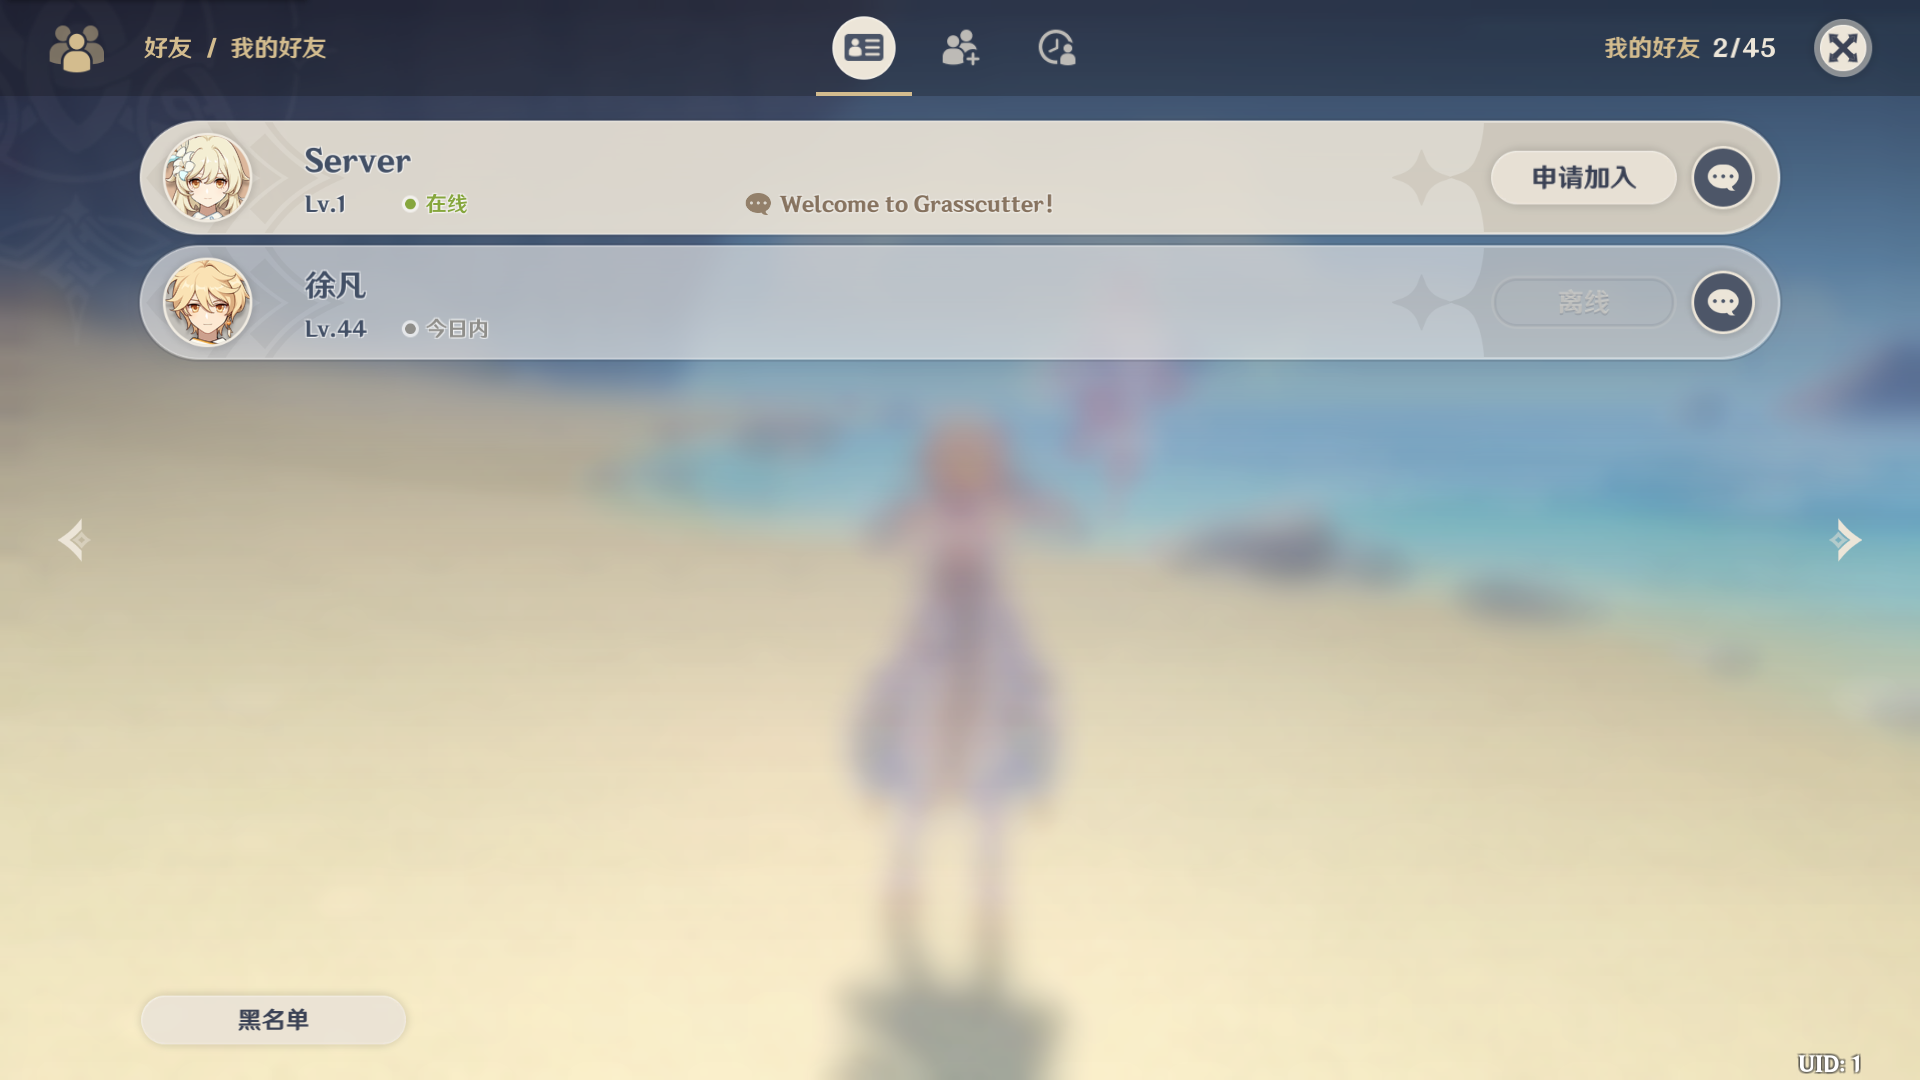 好友 / 我的好友
我的好友 2/45
Server
Lv.1 在线
Welcome to Grasscutter!
申请加入
徐凡
Lv.44 今日内
离线
黑名单
UID: 1